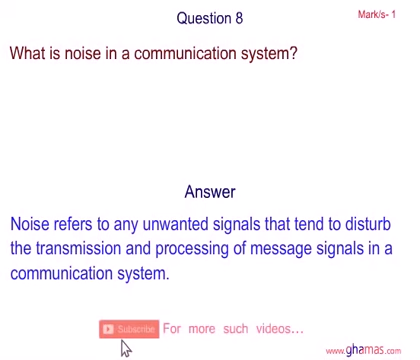 Question 8
Mark/s- 1
What is noise in a communication system?
Answer
Noise refers to any unwanted signals that tend to disturb
the transmission and processing of message signals in a
communication system.
Subscribe For more such videos...
www.ghamas.com